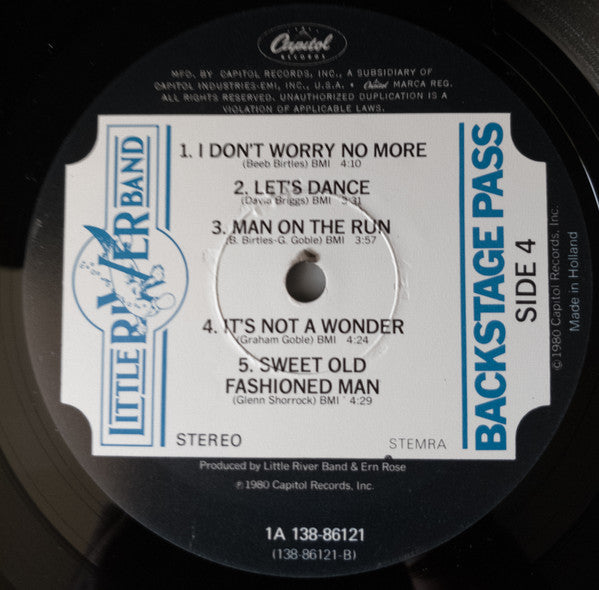 Capitol
RECORDS
MFD. BY CAPITOL RECORDS, INC., A SUBSIDIARY OF
CAPITOL INDUSTRIES-EMI, INC., U.S.A. • Capitol MARCA REG.
ALL RIGHTS RESERVED. UNAUTHORIZED DUPLICATION IS A
VIOLATION OF APPLICABLE LAWS.
LITTLE RIVER BAND
1. I DON'T WORRY NO MORE
(Beeb Birtles) BMI 4:10
2. LET'S DANCE
(David Briggs) BMI 3:31
3. MAN ON THE RUN
(B. Birtles-G. Goble) BMI 3:57
4. IT'S NOT A WONDER
(Graham Goble) BMI 4:24
5. SWEET OLD
FASHIONED MAN
(Glenn Shorrock) BMI 4:29
STEREO
STEMRA
BACKSTAGE PASS
SIDE 4
© 1980 Capitol Records, Inc.
Made in Holland
Produced by Little River Band & Ern Rose
℗ 1980 Capitol Records, Inc.
1A 138-86121
(138-86121-B)